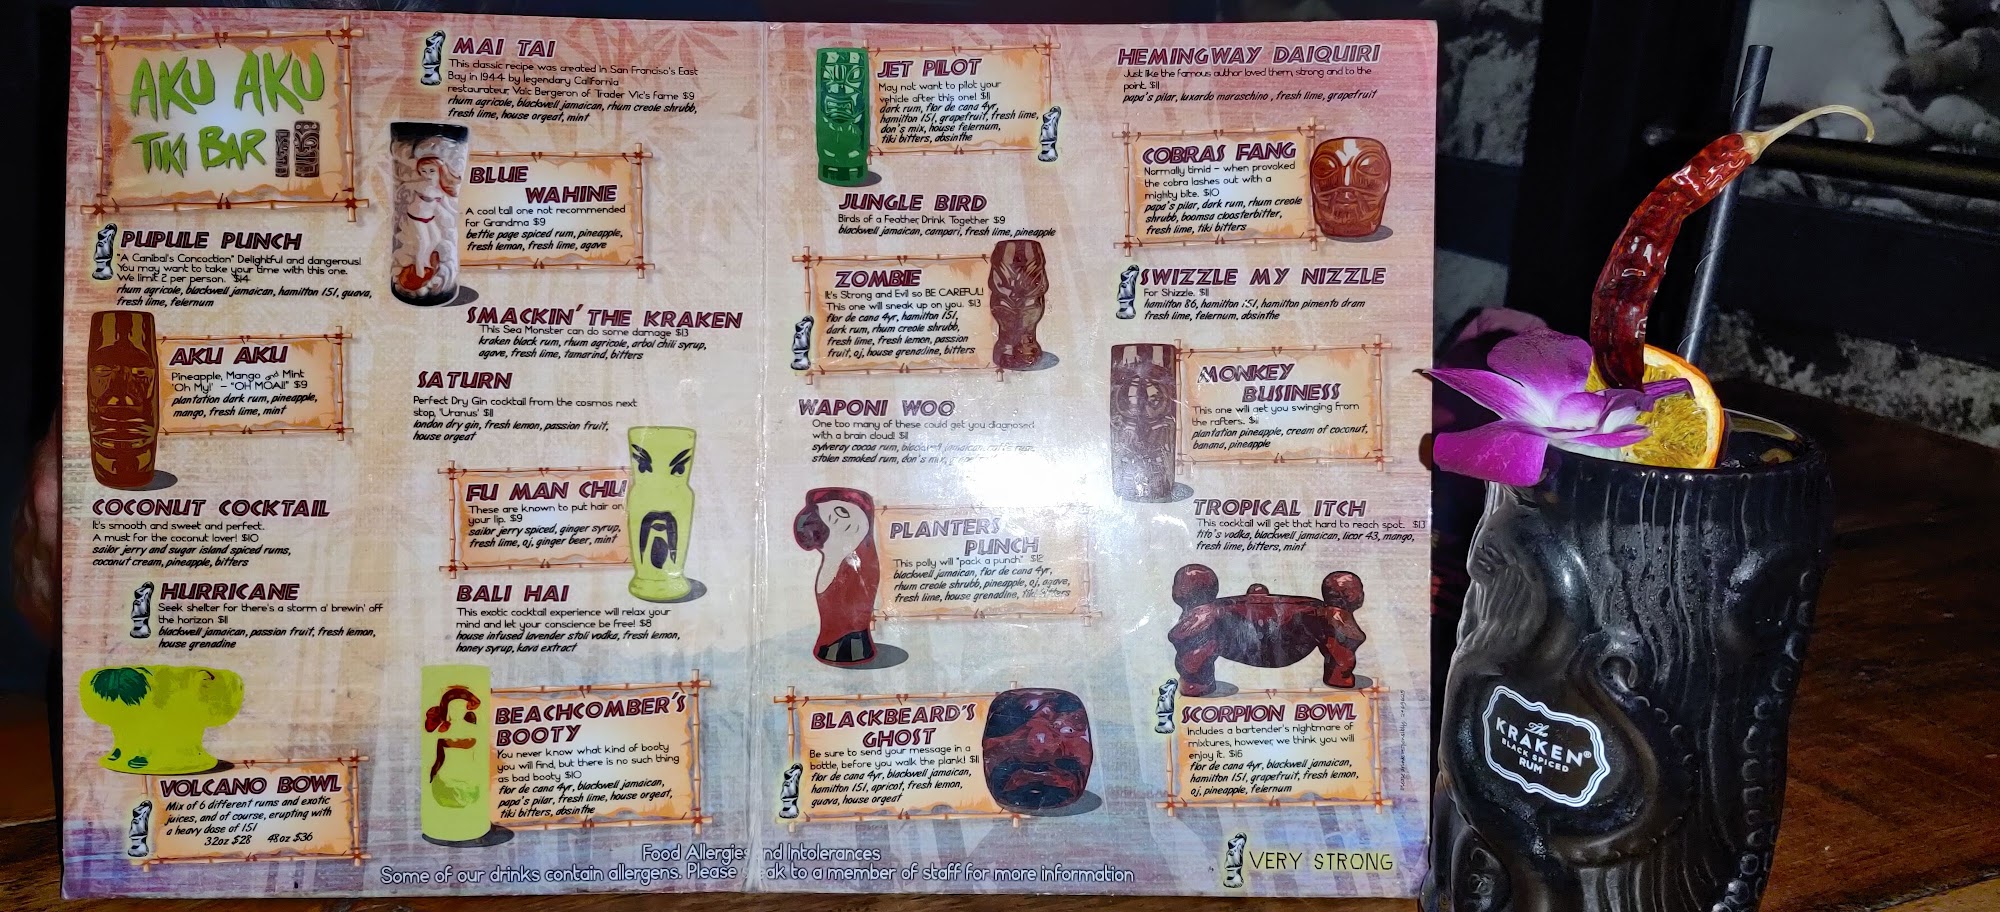 AKU AKU
TIKI BAR
PUPULE PUNCH
"A Canibal's Concoction" Delightful and dangerous!
You may want to take your time with this one.
We limit 2 per person. $14
rhum agricole, blackwell jamaican, hamilton 151, guava,
fresh lime, felernum
AKU AKU
Pineapple, Mango and Mint
'Oh My!' - "OH MOAI!" $9
plantation dark rum, pineapple,
mango, fresh lime, mint
COCONUT COCKTAIL
It's smooth and sweet and perfect.
A must for the coconut lover! $10
sailor jerry and sugar island spiced rums,
coconut cream, pineapple, bitters
HURRICANE
Seek shelter for there's a storm a' brewin' off
the horizon $11
blackwell jamaican, passion fruit, fresh lemon,
house grenadine
VOLCANO BOWL
Mix of 6 different rums and exotic
juices, and of course, erupting with
a heavy dose of 151
32oz $28 48oz $36
MAI TAI
This classic recipe was created in San Franciso's East
Bay in 1944 by legendary California
restaurateur, Vaic Bergeron of Trader Vic's fame $9
rhum agricole, blackwell jamaican, rhum creole shrubb,
fresh lime, house orgeat, mint
BLUE
WAHINE
A cool tall one not recommended
for Grandma $9
bettie page spiced rum, pineapple,
fresh lemon, fresh lime, agave
SMACKIN' THE KRAKEN
This Sea Monster can do some damage $13
kraken black rum, rhum agricole, arbol chili syrup,
agave, fresh lime, tamarind, bitters
SATURN
Perfect Dry Gin cocktail from the cosmos next
stop, 'Uranus' $11
london dry gin, fresh lemon, passion fruit,
house orgeat
FU MAN CHU
These are known to put hair on
your lip. $9
sailor jerry spiced, ginger syrup,
fresh lime, oj, ginger beer, mint
BALI HAI
This exotic cocktail experience will relax your
mind and let your conscience be free! $8
house infused lavender stoli vodka, fresh lemon,
honey syrup, kava extract
BEACHCOMBER'S
BOOTY
You never know what kind of booty
you will find, but there is no such thing
as bad booty $10
flor de cana 4yr, blackwell jamaican,
papa's pilar, fresh lime, house orgeat,
tiki bitters, absinthe
JET PILOT
May not want to pilot your
vehicle after this one! $11
dark rum, flor de cana 4yr,
hamilton 151, grapefruit, fresh lime,
don's mix, house felernum,
tiki bitters, absinthe
JUNGLE BIRD
Birds of a Feather, Drink Together $9
blackwell jamaican, campari, fresh lime, pineapple
ZOMBIE
It's Strong and Evil so BE CAREFUL!
This one will sneak up on you. $13
flor de cana 4yr, hamilton 151,
dark rum, rhum creole shrubb,
fresh lime, fresh lemon, passion
fruit, oj, house grenadine, bitters
WAPONI WOO
One too many of these could get you diagnosed
with a brain cloud! $11
sylveray cocoa rum, blackwell jamaican, caffe rum,
stolen smoked rum, don's mix,
PLANTERS
PUNCH
This polly will "pack a punch" $12
blackwell jamaican, flor de cana 4yr,
rhum creole shrubb, pineapple, oj, agave,
fresh lime, house grenadine, tiki bitters
BLACKBEARD'S
GHOST
Be sure to send your message in a
bottle, before you walk the plank! $11
flor de cana 4yr, blackwell jamaican,
hamilton 151, apricot, fresh lemon,
guava, house orgeat
HEMINGWAY DAIQUIRI
Just like the famous author loved them, strong and to the
point. $11
papa's pilar, luxardo maraschino , fresh lime, grapefruit
COBRAS FANG
Normally timid - when provoked
the cobra lashes out with a
mighty bite. $10
papa's pilar, dark rum, rhum creole
shrubb, boomsa cloosterbitter,
fresh lime, tiki bitters
SWIZZLE MY NIZZLE
For Shizzle. $11
hamilton 86, hamilton 151, hamilton pimento dram
fresh lime, felernum, absinthe
MONKEY
BUSINESS
This one will get you swinging from
the rafters. $11
plantation pineapple, cream of coconut,
banana, pineapple
TROPICAL ITCH
This cocktail will get that hard to reach spot. $13
tito's vodka, blackwell jamaican, licor 43, mango,
fresh lime, bitters, mint
SCORPION BOWL
Includes a bartender's nightmare of
mixtures, however, we think you will
enjoy it. $16
flor de cana 4yr, blackwell jamaican,
hamilton 151, grapefruit, fresh lemon,
oj, pineapple, felernum
VERY STRONG
Food Allergies and Intolerances
Some of our drinks contain allergens. Please speak to a member of staff for more information
The
KRAKEN®
BLACK SPICED
RUM